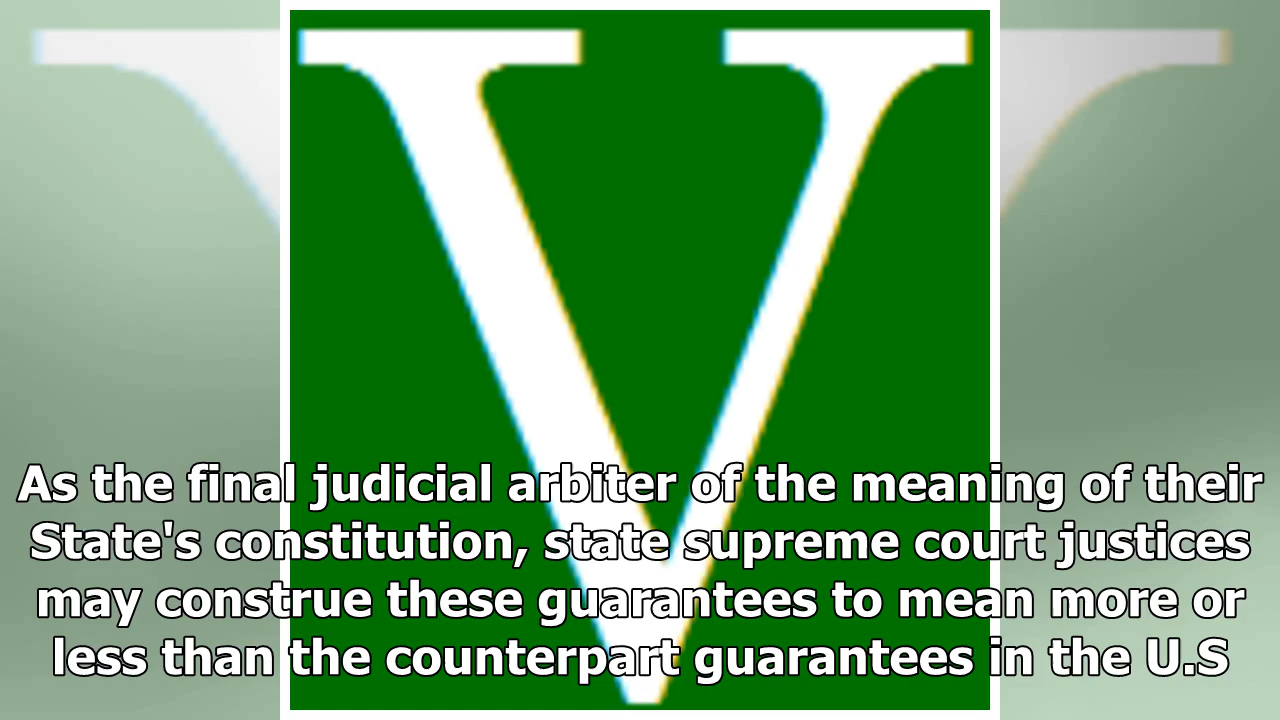 V
As the final judicial arbiter of the meaning of their
State's constitution, state supreme court justices
may construe these guarantees to mean more or
less than the counterpart guarantees in the U.S